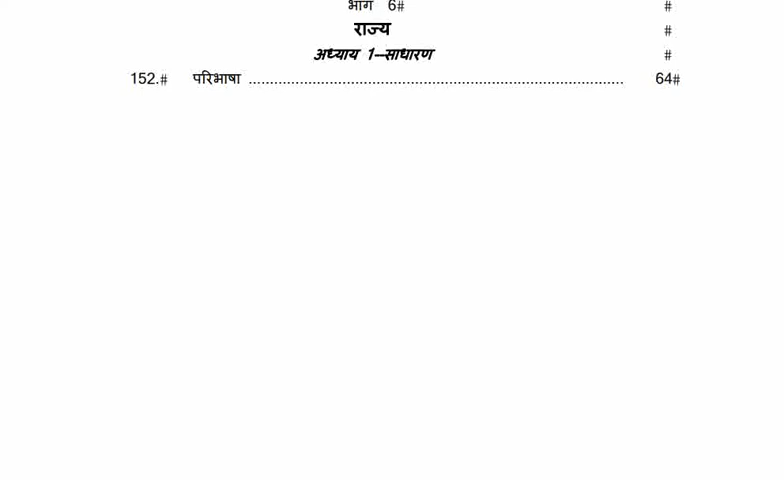 भाग 6# #
राज्य #
अध्याय 1—साधारण #
152.# परिभाषा ........................................................................................ 64#